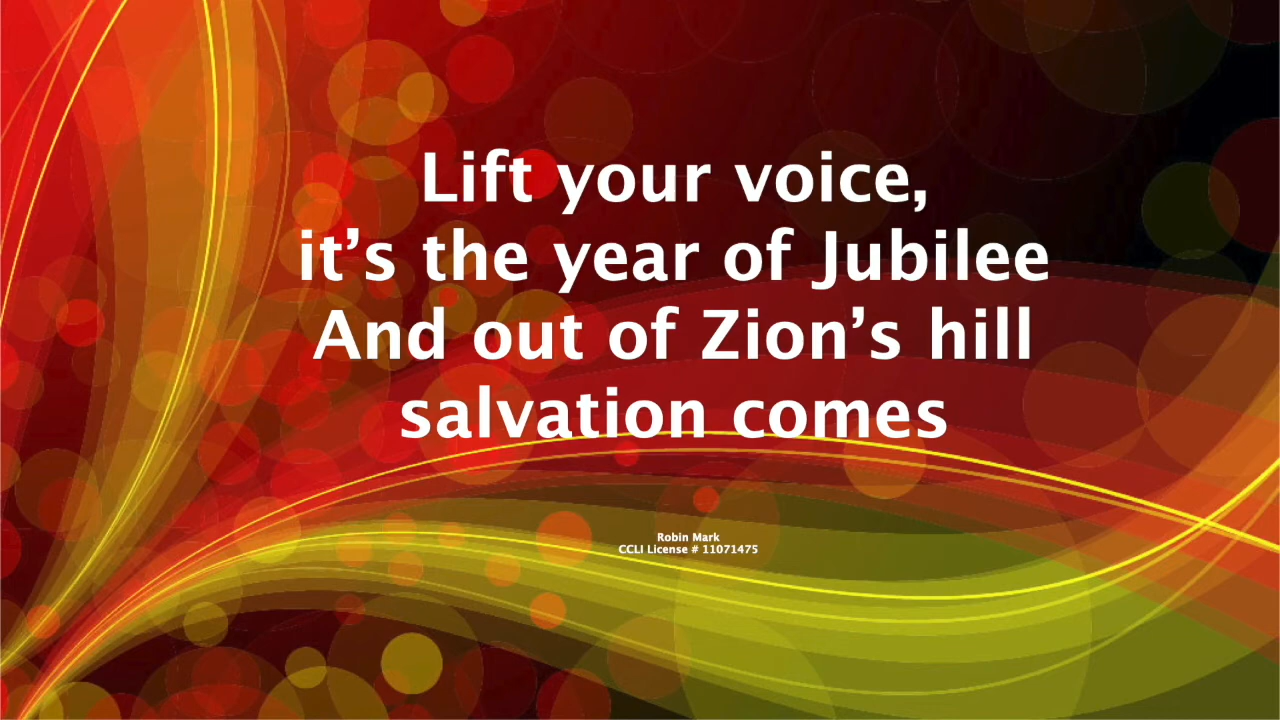 Lift your voice,
it’s the year of Jubilee
And out of Zion’s hill
salvation comes
Robin Mark
CCLI License # 11071475